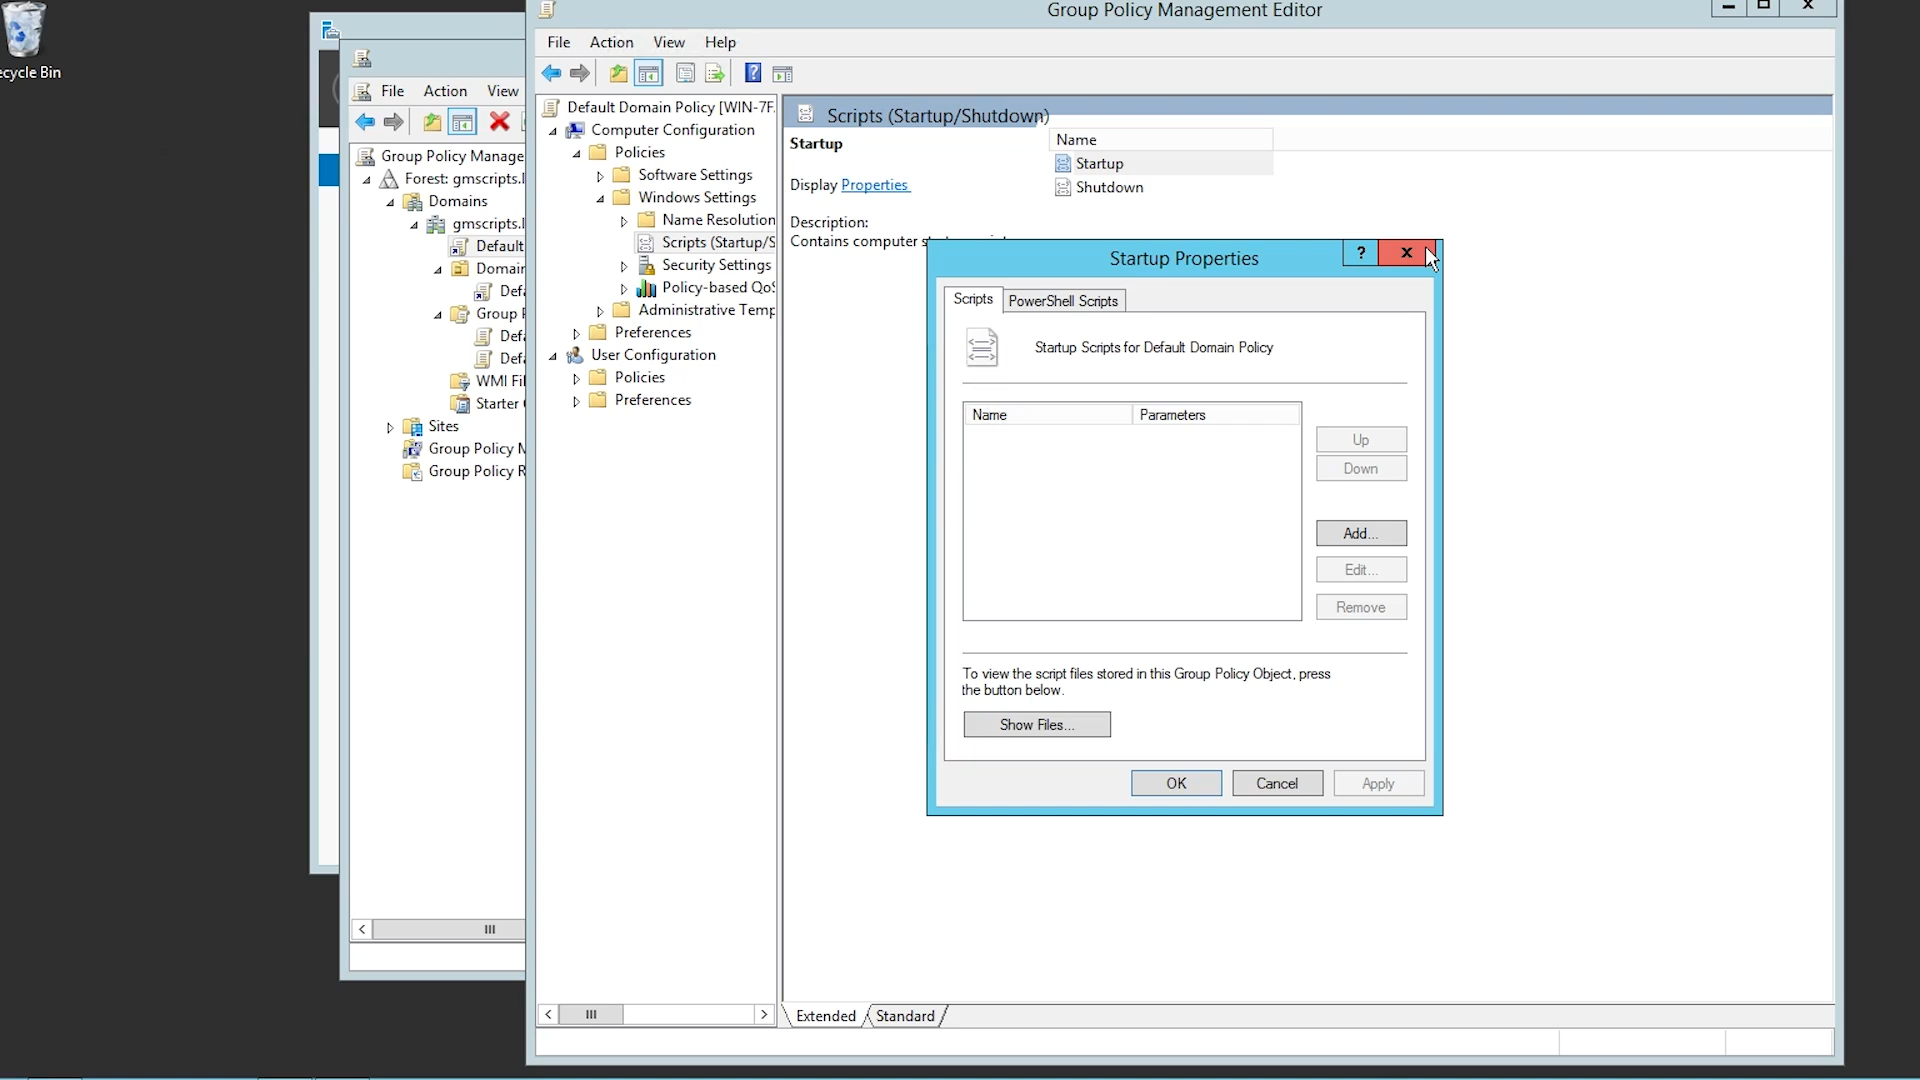 ecycle Bin
File Action View
Group Policy Manage
Forest: gmscripts.l
Domains
gmscripts.l
Default
Domain
Defa
Group P
Defa
Defa
WMI Fil
Starter
Sites
Group Policy M
Group Policy R
Group Policy Management Editor
File Action View Help
Default Domain Policy [WIN-7F.
Computer Configuration
Policies
Software Settings
Windows Settings
Name Resolution
Scripts (Startup/S
Security Settings
Policy-based QoS
Administrative Temp
Preferences
User Configuration
Policies
Preferences
Scripts (Startup/Shutdown)
Startup
Display Properties
Description:
Contains computer
Name
Startup
Shutdown
Extended Standard
Startup Properties
? x
Scripts PowerShell Scripts
Startup Scripts for Default Domain Policy
Name Parameters
Up
Down
Add...
Edit...
Remove
To view the script files stored in this Group Policy Object, press
the button below.
Show Files...
OK Cancel Apply